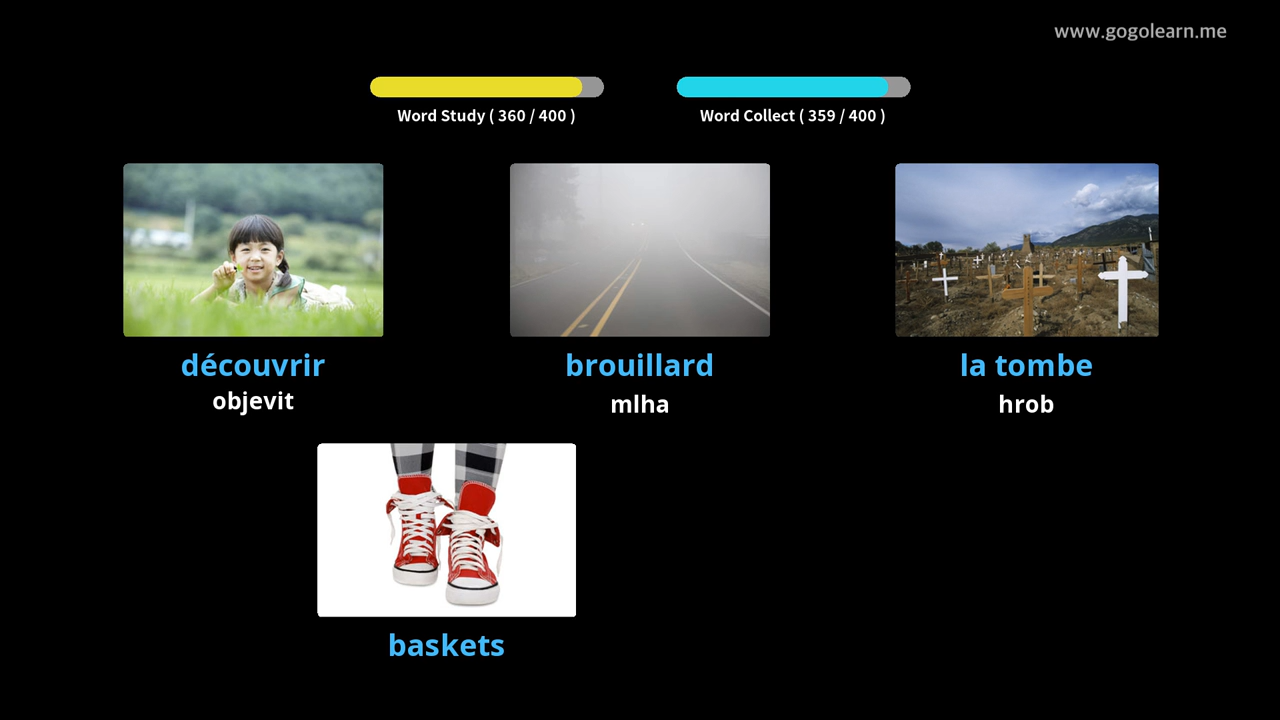 www.gogolearn.me
Word Study ( 360 / 400 )
Word Collect ( 359 / 400 )
découvrir
objevit
brouillard
mlha
la tombe
hrob
baskets